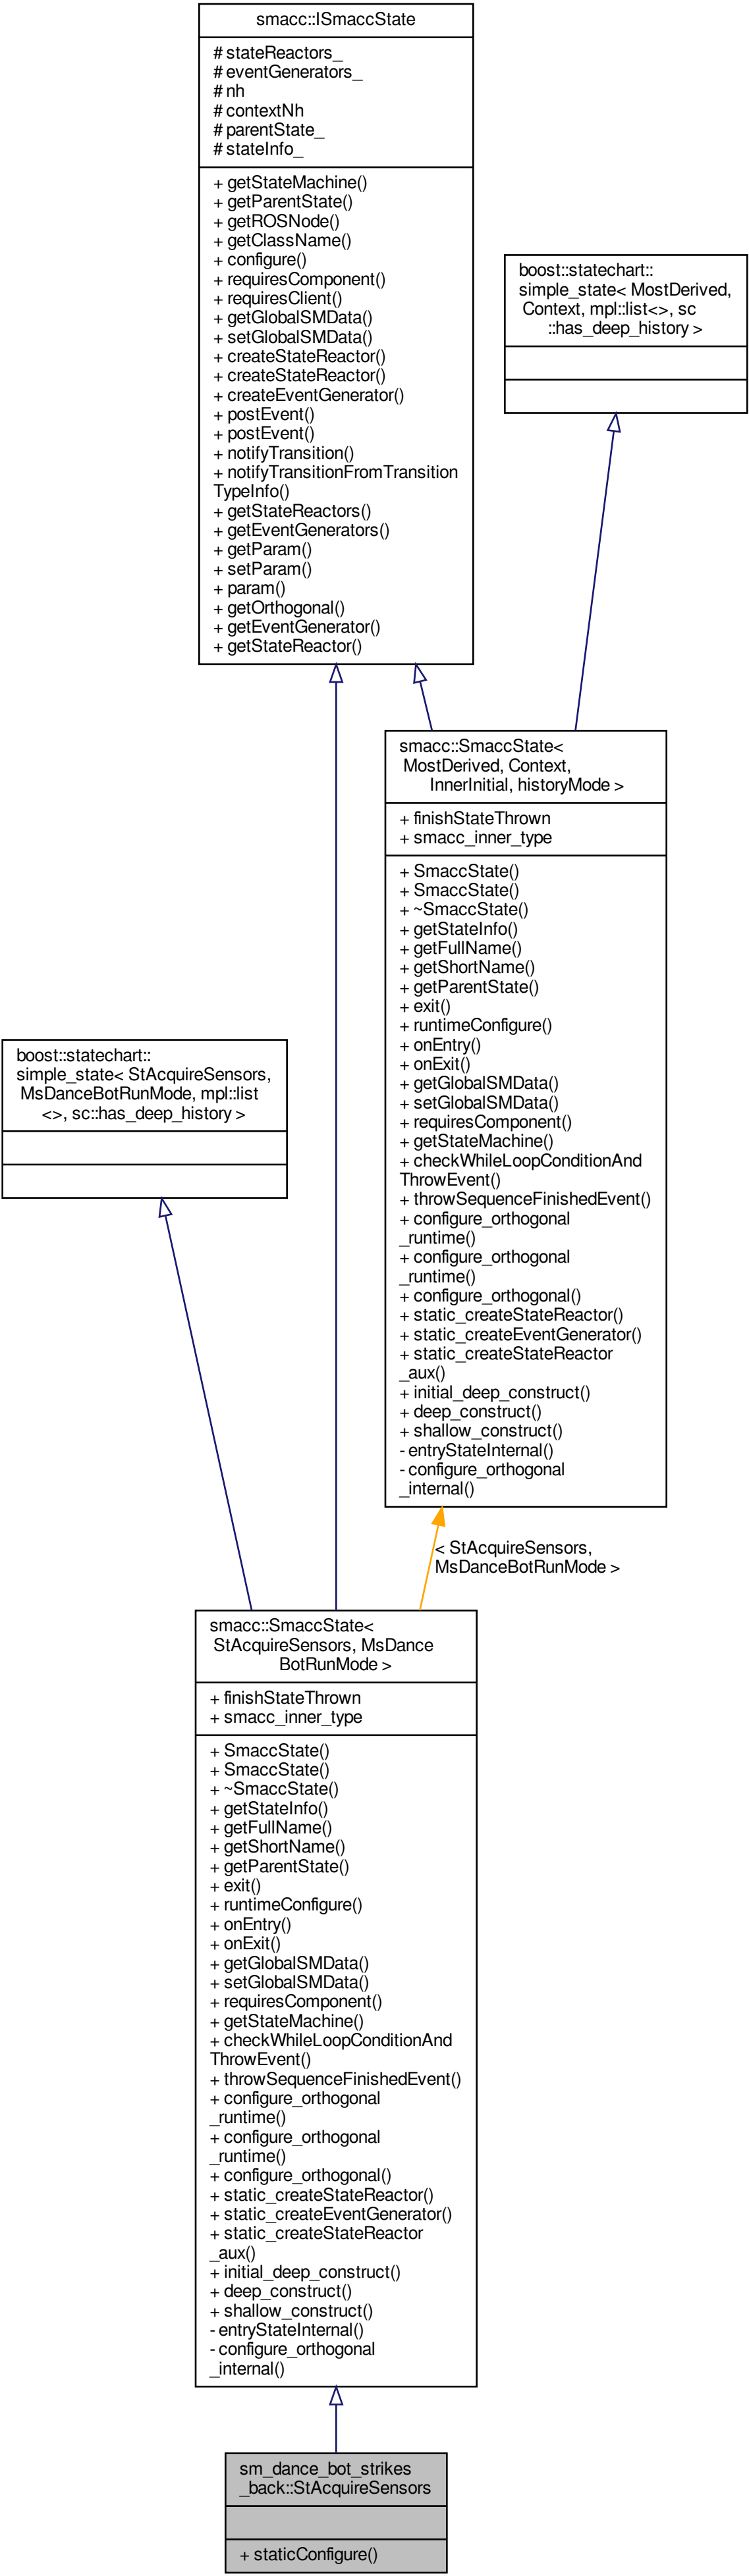 smacc::ISmaccState
# stateReactors_
# eventGenerators_
# nh
# contextNh
# parentState_
# stateInfo_
+ getStateMachine()
+ getParentState()
+ getROSNode()
+ getClassName()
+ configure()
+ requiresComponent()
+ requiresClient()
+ getGlobalSMData()
+ setGlobalSMData()
+ createStateReactor()
+ createStateReactor()
+ createEventGenerator()
+ postEvent()
+ postEvent()
+ notifyTransition()
+ notifyTransitionFromTransition
TypeInfo()
+ getStateReactors()
+ getEventGenerators()
+ getParam()
+ setParam()
+ param()
+ getOrthogonal()
+ getEventGenerator()
+ getStateReactor()
boost::statechart::
simple_state< MostDerived,
Context, mpl::list<>, sc
::has_deep_history >
smacc::SmaccState<
MostDerived, Context,
InnerInitial, historyMode >
+ finishStateThrown
+ smacc_inner_type
+ SmaccState()
+ SmaccState()
+ ~SmaccState()
+ getStateInfo()
+ getFullName()
+ getShortName()
+ getParentState()
+ exit()
+ runtimeConfigure()
+ onEntry()
+ onExit()
+ getGlobalSMData()
+ setGlobalSMData()
+ requiresComponent()
+ getStateMachine()
+ checkWhileLoopConditionAnd
ThrowEvent()
+ throwSequenceFinishedEvent()
+ configure_orthogonal
_runtime()
+ configure_orthogonal
_runtime()
+ configure_orthogonal()
+ static_createStateReactor()
+ static_createEventGenerator()
+ static_createStateReactor
_aux()
+ initial_deep_construct()
+ deep_construct()
+ shallow_construct()
- entryStateInternal()
- configure_orthogonal
_internal()
boost::statechart::
simple_state< StAcquireSensors,
MsDanceBotRunMode, mpl::list
<>, sc::has_deep_history >
< StAcquireSensors,
MsDanceBotRunMode >
smacc::SmaccState<
StAcquireSensors, MsDance
BotRunMode >
+ finishStateThrown
+ smacc_inner_type
+ SmaccState()
+ SmaccState()
+ ~SmaccState()
+ getStateInfo()
+ getFullName()
+ getShortName()
+ getParentState()
+ exit()
+ runtimeConfigure()
+ onEntry()
+ onExit()
+ getGlobalSMData()
+ setGlobalSMData()
+ requiresComponent()
+ getStateMachine()
+ checkWhileLoopConditionAnd
ThrowEvent()
+ throwSequenceFinishedEvent()
+ configure_orthogonal
_runtime()
+ configure_orthogonal
_runtime()
+ configure_orthogonal()
+ static_createStateReactor()
+ static_createEventGenerator()
+ static_createStateReactor
_aux()
+ initial_deep_construct()
+ deep_construct()
+ shallow_construct()
- entryStateInternal()
- configure_orthogonal
_internal()
sm_dance_bot_strikes
_back::StAcquireSensors
+ staticConfigure()